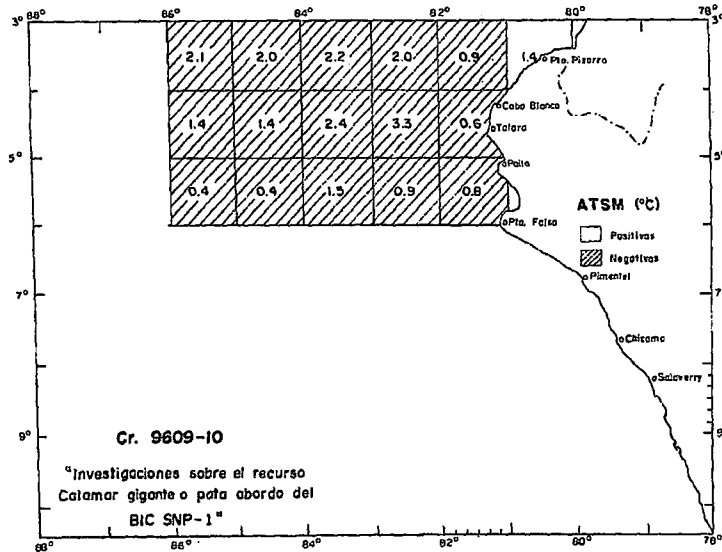 88° 86° 84° 82° 80° 78°
3° 3°
2.1 2.0 2.2 2.0 0.9 1.4 Pto. Pizarro
Cabo Blanco
1.4 1.4 2.4 3.3 0.6 Talara
5° 5°
Paita
0.4 0.4 1.5 0.9 0.8
Pta. Falsa
ATSM (°C)
Positivas
Negativas
Pimentel
7° 7°
Chicama
Salaverry
9° 9°
Cr. 9609-10
"Investigaciones sobre el recurso
Calamar gigante o pota abordo del
BIC SNP-1"
88° 86° 84° 82° 80° 78°